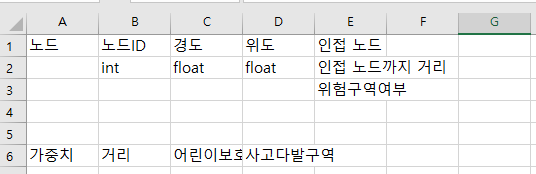 A B C D E F G
1 노드 노드ID 경도 위도 인접 노드
2 int float float 인접 노드까지 거리
3 위험구역여부
4
5
6 가중치 거리 어린이보호 사고다발구역